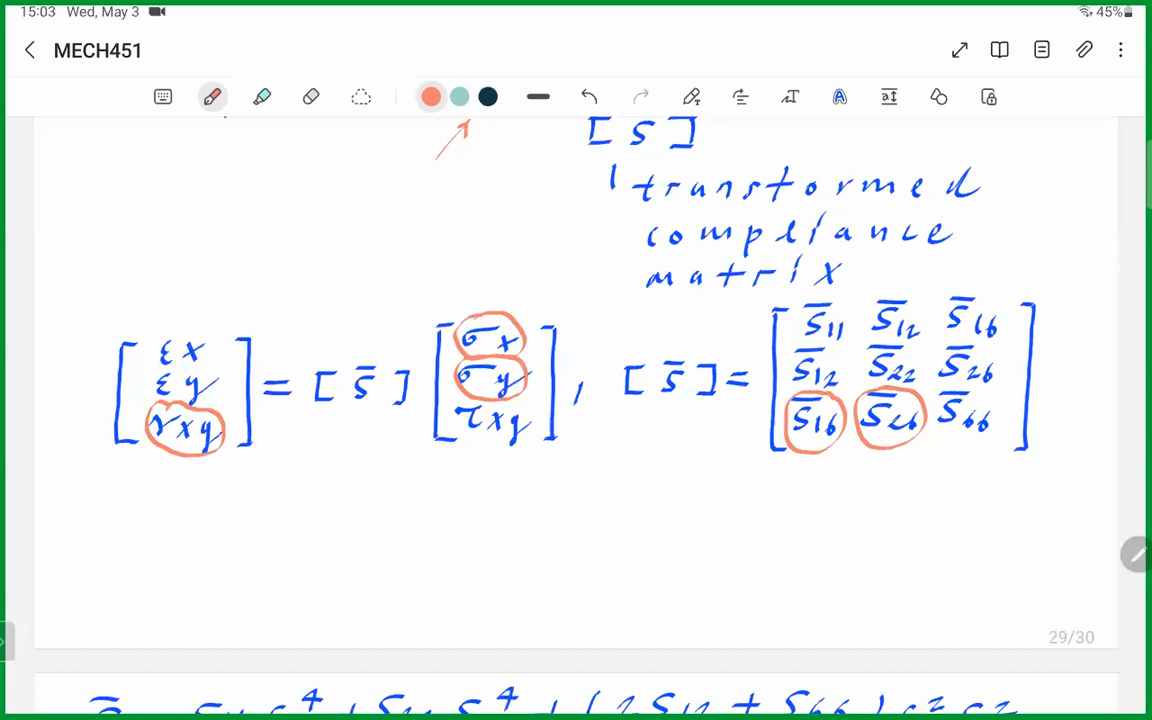 15:03 Wed, May 3 45%
MECH451
[ S ]
transformed
compliance
matrix
[ εx εy γxy ] = [ S̄ ] [ σx σy τxy ] , [ S̄ ] = [ S̄11 S̄12 S̄16
S̄12 S̄22 S̄26
S̄16 S̄26 S̄66 ]
29/30